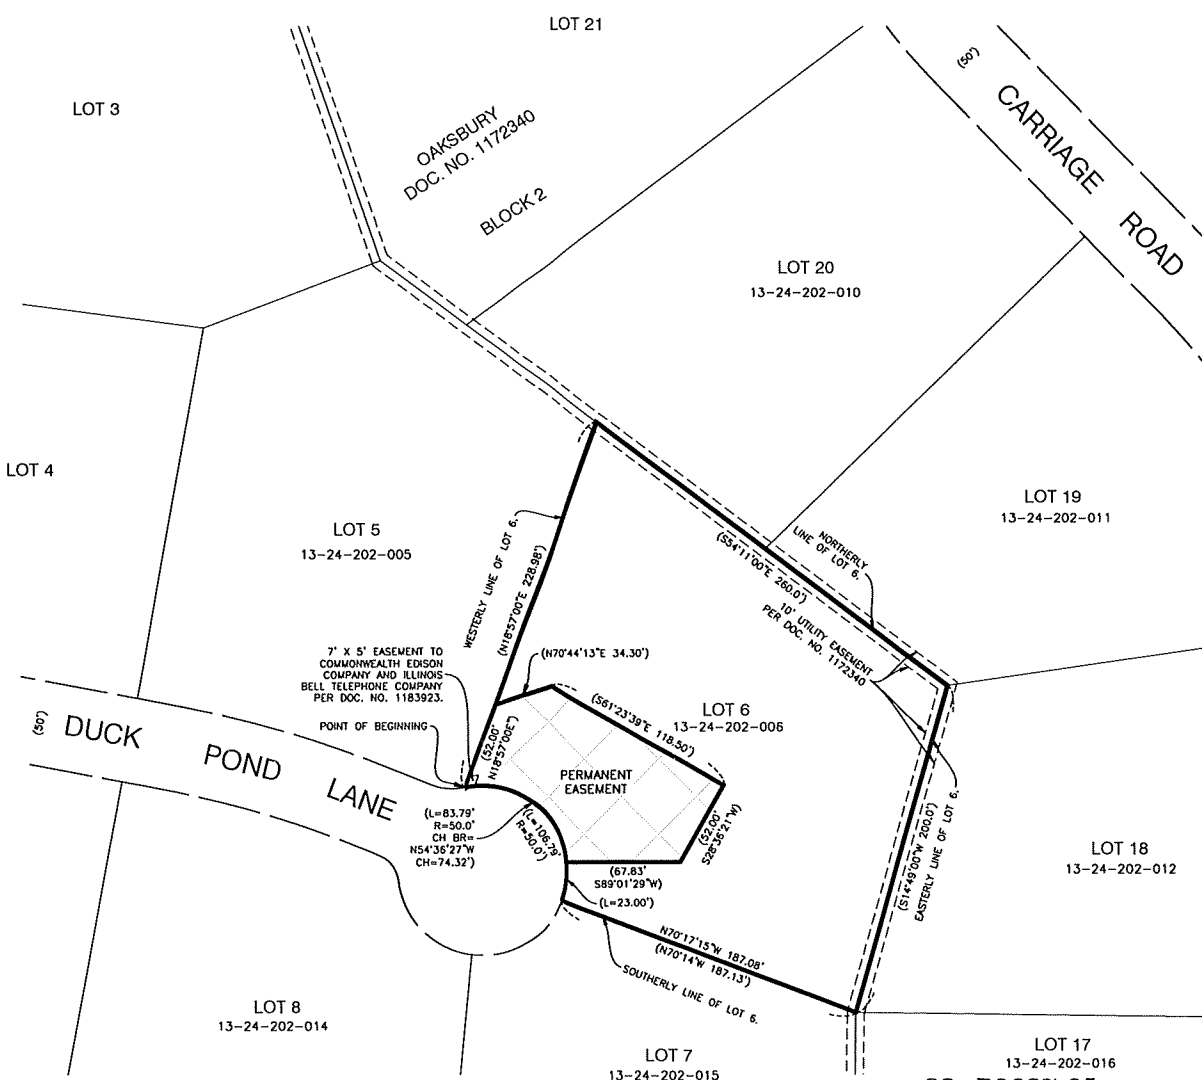 LOT 21
(50')
CARRIAGE ROAD
LOT 3
OAKSBURY
DOC. NO. 1172340
BLOCK 2
LOT 20
13-24-202-010
LOT 4
LOT 5
13-24-202-005
LOT 19
13-24-202-011
WESTERLY LINE OF LOT 6.
(N18°57'00"E 228.98')
(S54°11'00"E 260.0')
NORTHERLY
LINE OF LOT 6.
10' UTILITY EASEMENT
PER DOC. NO. 1172340
7' X 5' EASEMENT TO
COMMONWEALTH EDISON
COMPANY AND ILLINOIS
BELL TELEPHONE COMPANY
PER DOC. NO. 1183923.
POINT OF BEGINNING
(N70°44'13"E 34.30')
(S61°23'39"E 118.50')
LOT 6
13-24-202-006
(50')
DUCK POND LANE
(52.00'
N18°57'00E")
PERMANENT
EASEMENT
(L=83.79'
R=50.0'
CH BR=
N54°36'27"W
CH=74.32')
(L=106.79'
R=50.0')
(52.00'
S28°36'21"W)
(67.83'
S89°01'29"W)
(L=23.00')
(S14°49'00"W 200.0')
EASTERLY LINE OF LOT 6.
LOT 18
13-24-202-012
N70°17'15"W 187.08'
(N70°14'W 187.13')
SOUTHERLY LINE OF LOT 6.
LOT 8
13-24-202-014
LOT 7
13-24-202-015
LOT 17
13-24-202-016